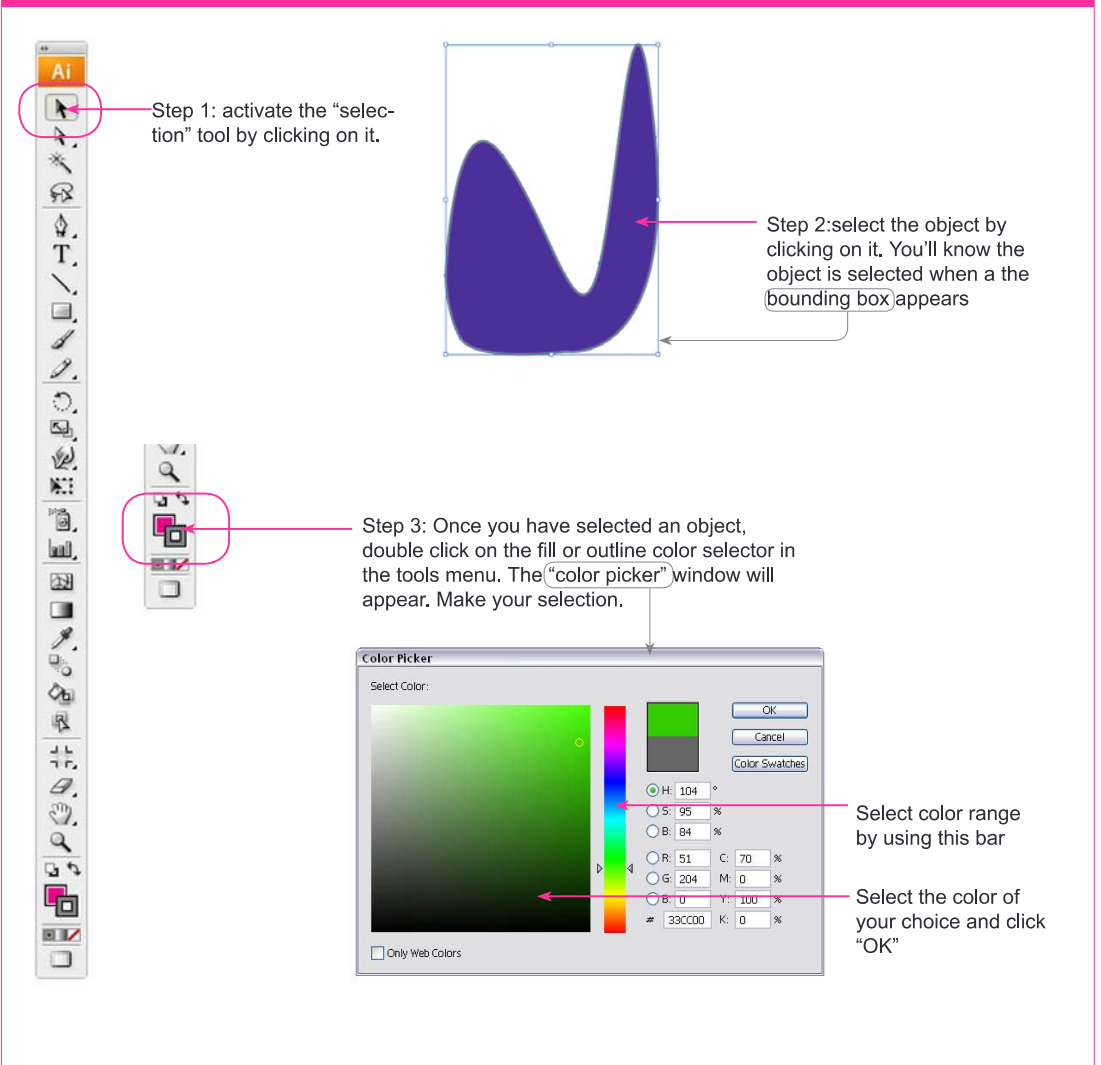 Ai
Step 1: activate the “selec-
tion” tool by clicking on it.
Step 2:select the object by
clicking on it. You’ll know the
object is selected when a the
bounding box appears
Step 3: Once you have selected an object,
double click on the fill or outline color selector in
the tools menu. The “color picker” window will
appear. Make your selection.
Color Picker
Select Color:
OK
Cancel
Color Swatches
H: 104 °
S: 95 %
B: 84 %
R: 51 C: 70 %
G: 204 M: 0 %
B: 0 Y: 100 %
# 33CC00 K: 0 %
Only Web Colors
Select color range
by using this bar
Select the color of
your choice and click
“OK”